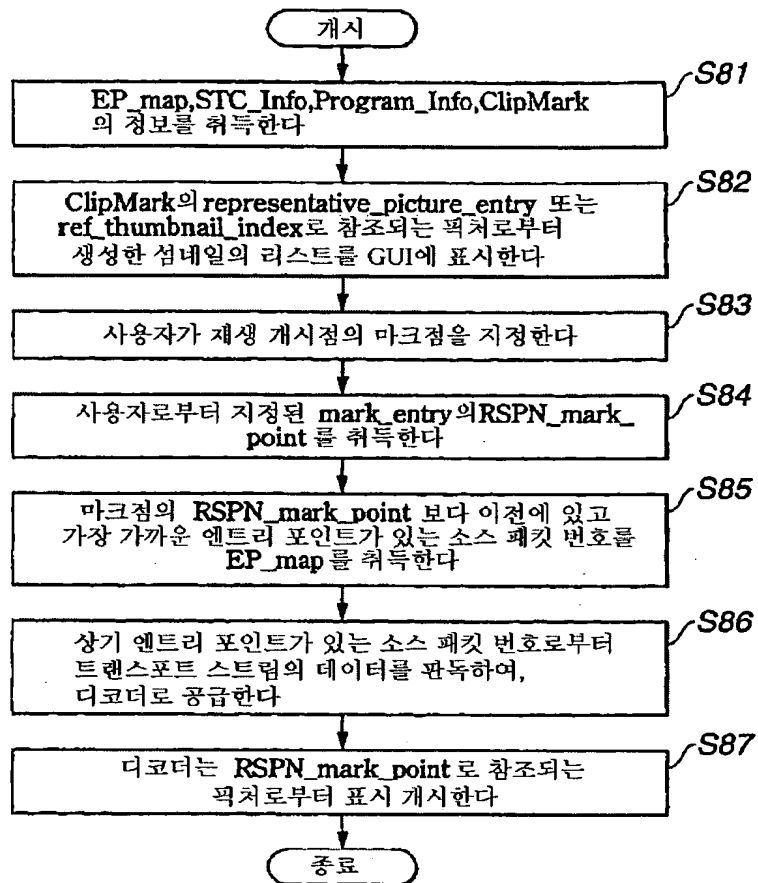 개시
S81
EP_map,STC_Info,Program_Info,ClipMark
의 정보를 취득한다
S82
ClipMark의 representative_picture_entry 또는
ref_thumbnail_index로 참조되는 픽처로부터
생성한 섬네일의 리스트를 GUI에 표시한다
S83
사용자가 재생 개시점의 마크점을 지정한다
S84
사용자로부터 지정된 mark_entry의RSPN_mark_
point 를 취득한다
S85
마크점의 RSPN_mark_point 보다 이전에 있고
가장 가까운 엔트리 포인트가 있는 소스 패킷 번호를
EP_map를 취득한다
S86
상기 엔트리 포인트가 있는 소스 패킷 번호로부터
트랜스포트 스트림의 데이터를 판독하여,
디코더로 공급한다
S87
디코더는 RSPN_mark_point로 참조되는
픽처로부터 표시 개시한다
종료